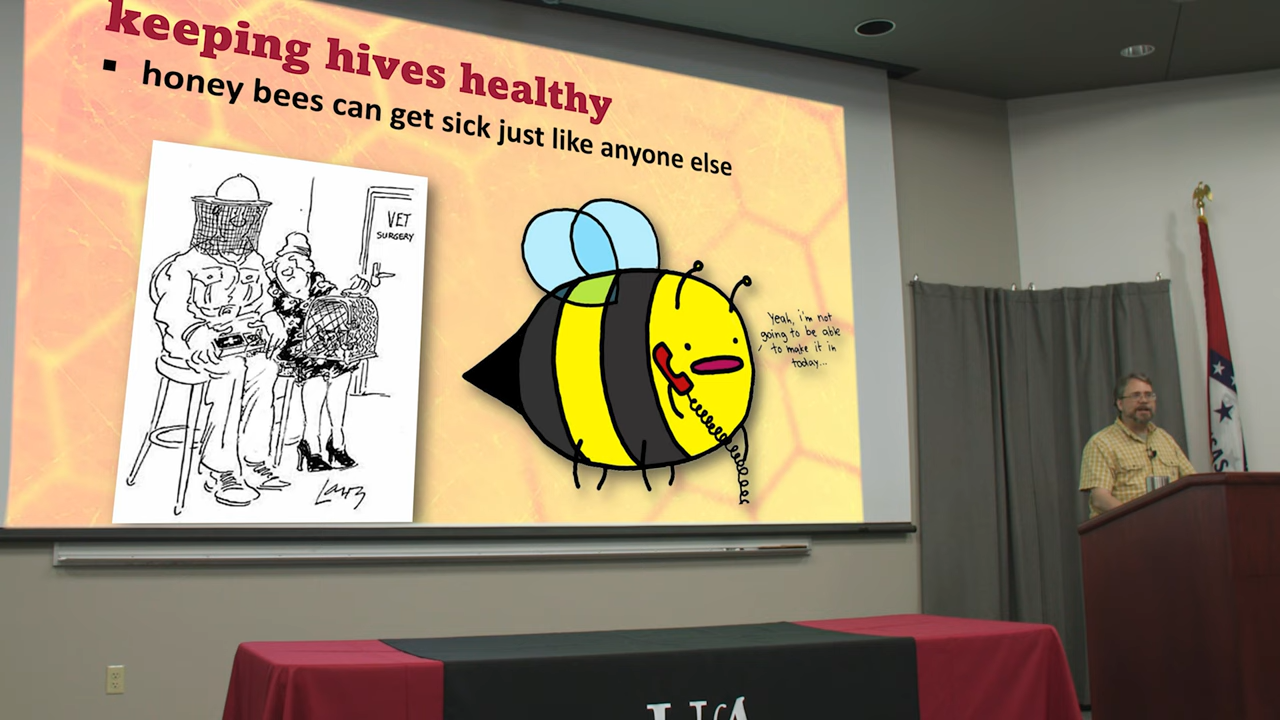 keeping hives healthy
▪ honey bees can get sick just like anyone else
VET
SURGERY
Yeah, i'm not
going to be able
to make it in
today...